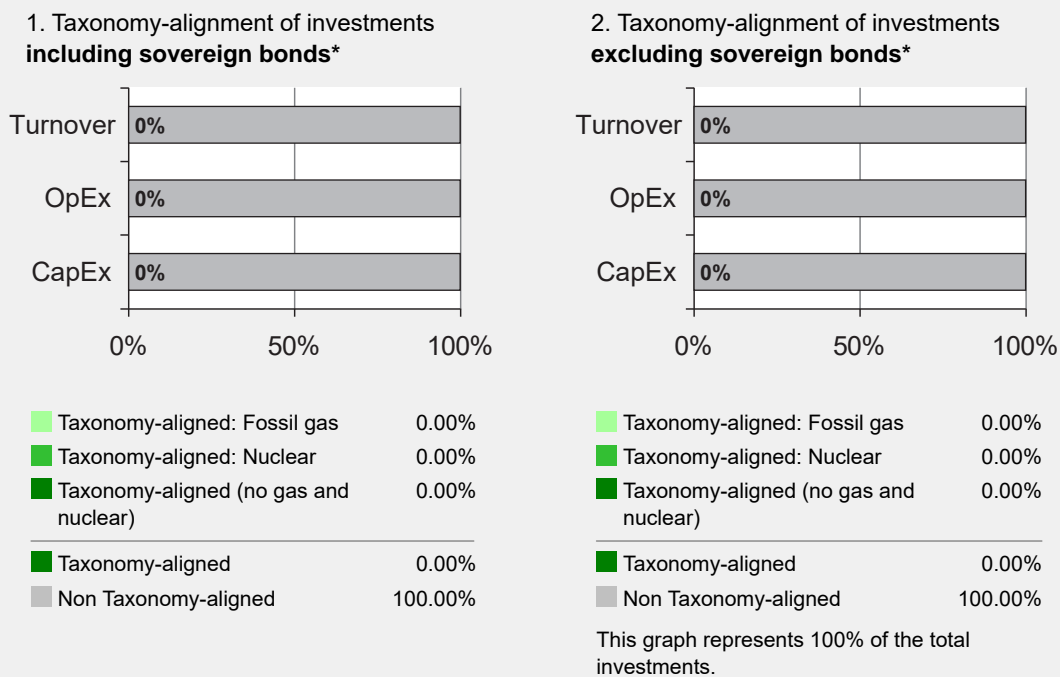 1. Taxonomy-alignment of investments
including sovereign bonds*
Turnover
0%
OpEx
0%
CapEx
0%
0%
50%
100%
Taxonomy-aligned: Fossil gas 0.00%
Taxonomy-aligned: Nuclear 0.00%
Taxonomy-aligned (no gas and 0.00%
nuclear)
Taxonomy-aligned 0.00%
Non Taxonomy-aligned 100.00%
2. Taxonomy-alignment of investments
excluding sovereign bonds*
Turnover
0%
OpEx
0%
CapEx
0%
0%
50%
100%
Taxonomy-aligned: Fossil gas 0.00%
Taxonomy-aligned: Nuclear 0.00%
Taxonomy-aligned (no gas and 0.00%
nuclear)
Taxonomy-aligned 0.00%
Non Taxonomy-aligned 100.00%
This graph represents 100% of the total
investments.